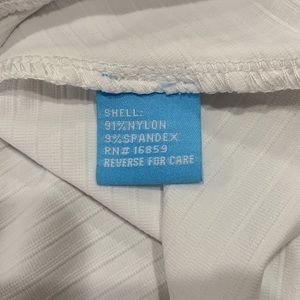 SHELL:
91%NYLON
9%SPANDEX
RN# 16859
REVERSE FOR CARE